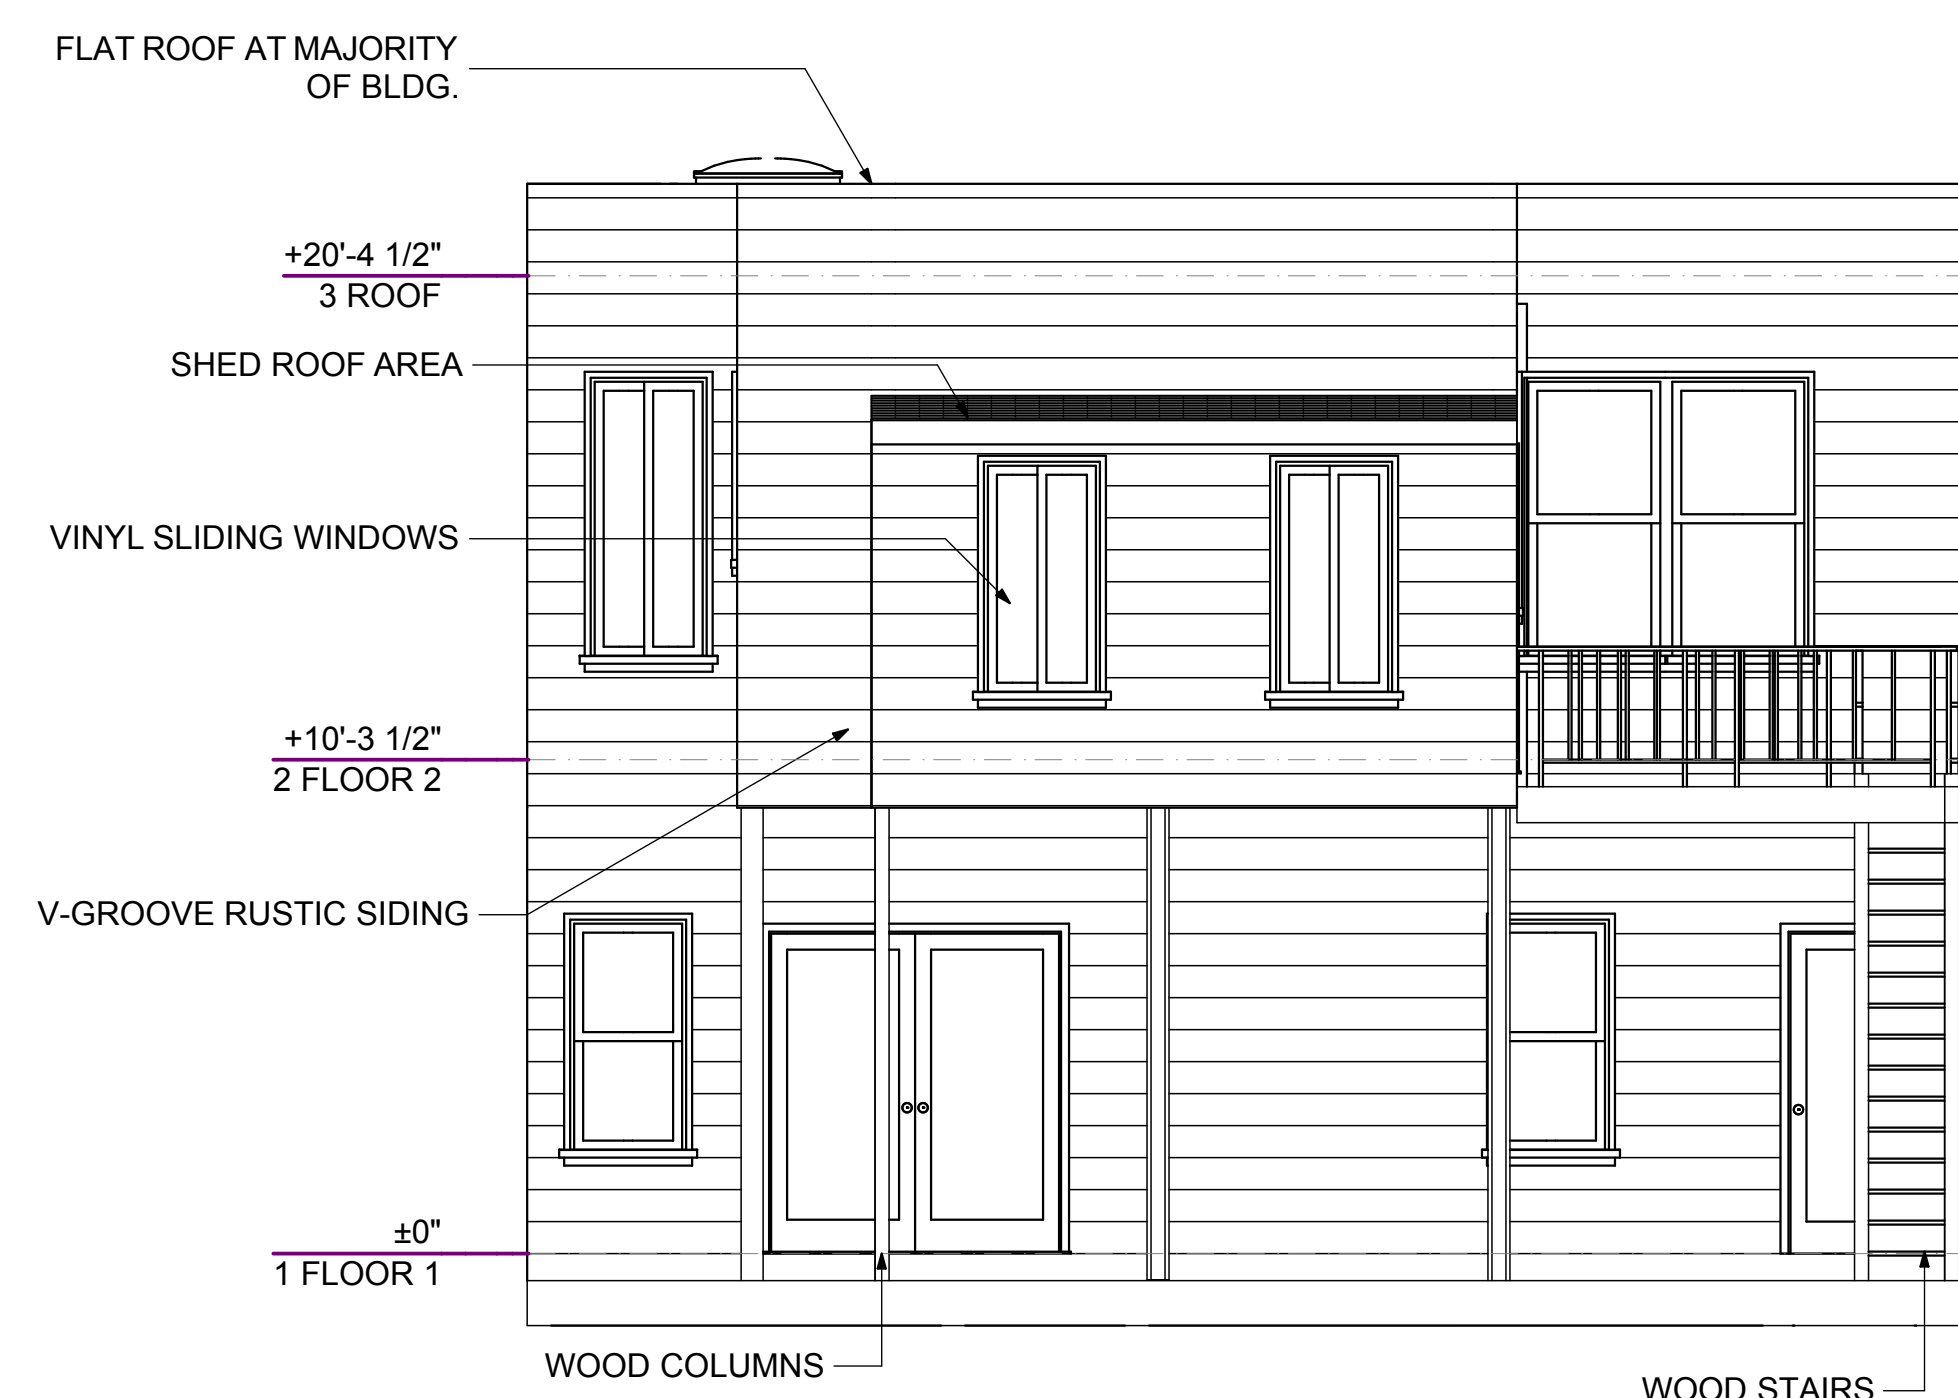 FLAT ROOF AT MAJORITY
OF BLDG.
+20'-4 1/2"
3 ROOF
SHED ROOF AREA
VINYL SLIDING WINDOWS
+10'-3 1/2"
2 FLOOR 2
V-GROOVE RUSTIC SIDING
±0"
1 FLOOR 1
WOOD COLUMNS
WOOD STAIRS